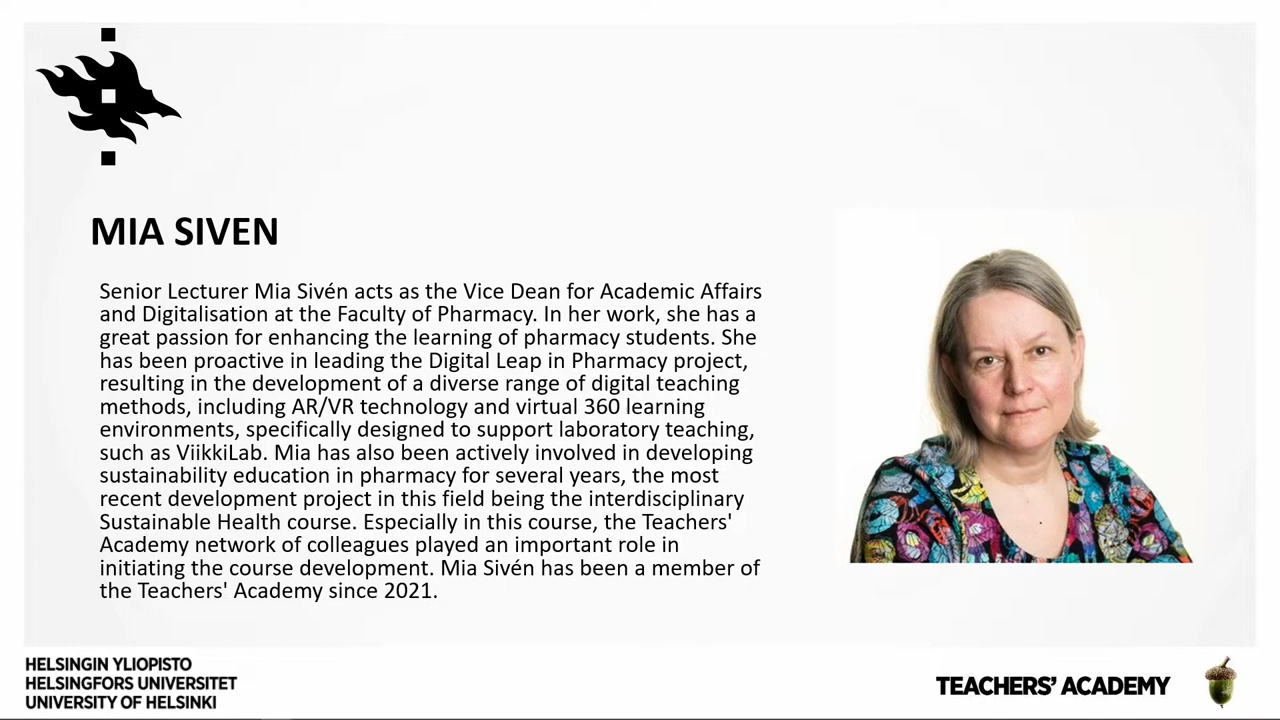 MIA SIVEN
Senior Lecturer Mia Sivén acts as the Vice Dean for Academic Affairs
and Digitalisation at the Faculty of Pharmacy. In her work, she has a
great passion for enhancing the learning of pharmacy students. She
has been proactive in leading the Digital Leap in Pharmacy project,
resulting in the development of a diverse range of digital teaching
methods, including AR/VR technology and virtual 360 learning
environments, specifically designed to support laboratory teaching,
such as ViikkiLab. Mia has also been actively involved in developing
sustainability education in pharmacy for several years, the most
recent development project in this field being the interdisciplinary
Sustainable Health course. Especially in this course, the Teachers'
Academy network of colleagues played an important role in
initiating the course development. Mia Sivén has been a member of
the Teachers' Academy since 2021.
HELSINGIN YLIOPISTO
HELSINGFORS UNIVERSITET
UNIVERSITY OF HELSINKI
TEACHERS’ ACADEMY